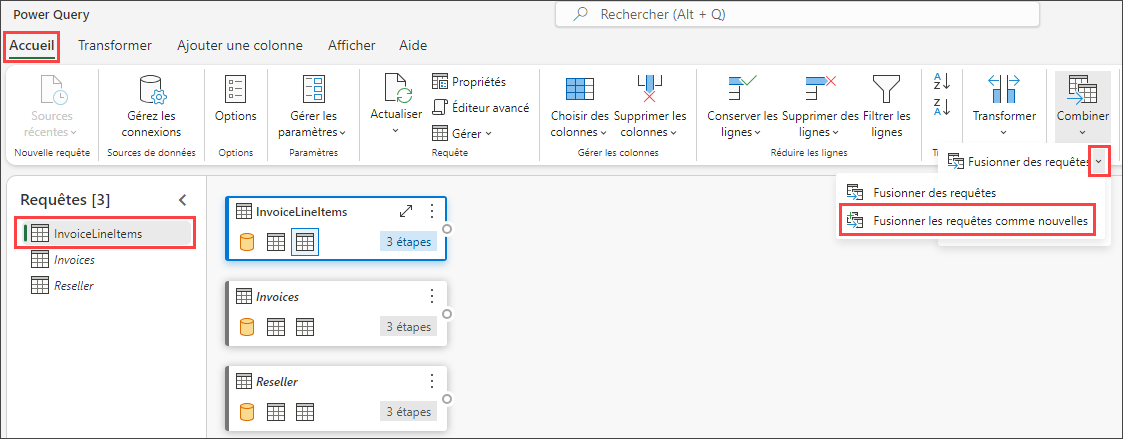 Power Query
Rechercher (Alt + Q)
Accueil
Transformer
Ajouter une colonne
Afficher
Aide
Sources
récentes
Nouvelle requête
Gérez les
connexions
Sources de données
Options
Options
Gérer les
paramètres
Paramètres
Actualiser
Propriétés
Éditeur avancé
Gérer
Requête
Choisir des
colonnes
Supprimer les
colonnes
Gérer les colonnes
Conserver les
lignes
Supprimer des
lignes
Filtrer les
lignes
Réduire les lignes
A
Z
Z
A
Transformer
Combiner
Fusionner des requêtes
Fusionner des requêtes
Fusionner les requêtes comme nouvelles
Requêtes [3]
InvoiceLineItems
Invoices
Reseller
InvoiceLineItems
3 étapes
Invoices
3 étapes
Reseller
3 étapes